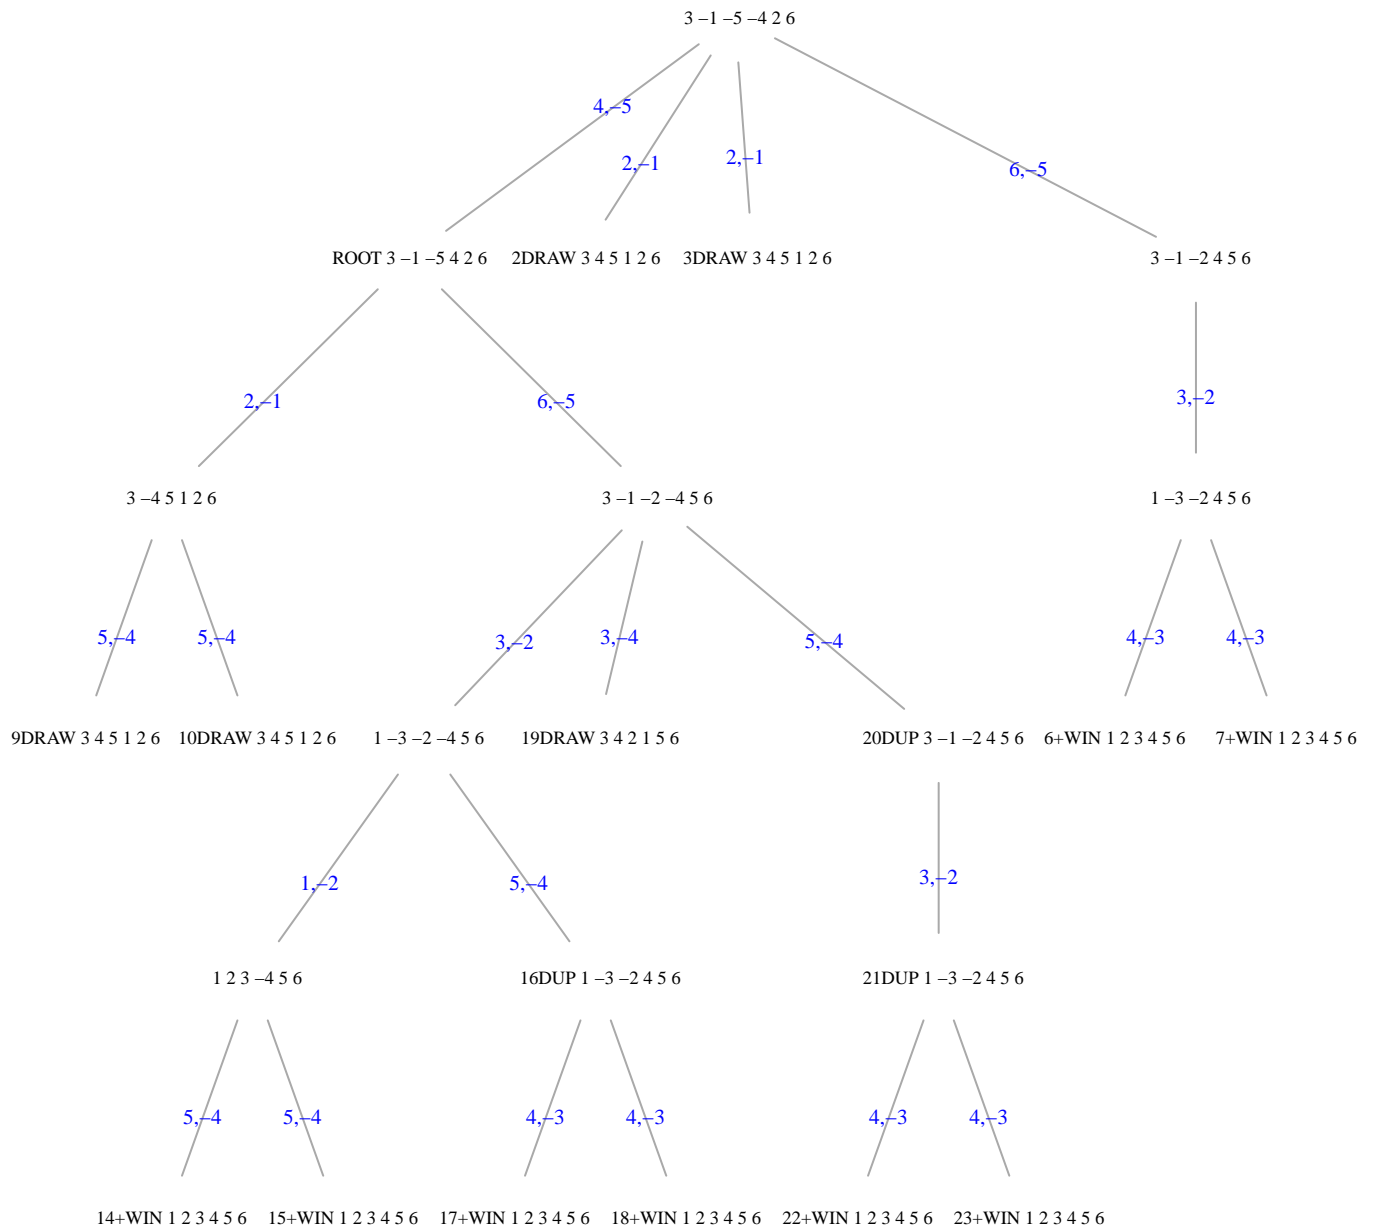 3 –1 –5 –4 2 6
4,–5
2,–1
2,–1
6,–5
ROOT 3 –1 –5 4 2 6
2DRAW 3 4 5 1 2 6
3DRAW 3 4 5 1 2 6
3 –1 –2 4 5 6
2,–1
6,–5
3,–2
3 –4 5 1 2 6
3 –1 –2 –4 5 6
1 –3 –2 4 5 6
5,–4
5,–4
3,–2
3,–4
5,–4
4,–3
4,–3
9DRAW 3 4 5 1 2 6
10DRAW 3 4 5 1 2 6
1 –3 –2 –4 5 6
19DRAW 3 4 2 1 5 6
20DUP 3 –1 –2 4 5 6
6+WIN 1 2 3 4 5 6
7+WIN 1 2 3 4 5 6
1,–2
5,–4
3,–2
1 2 3 –4 5 6
16DUP 1 –3 –2 4 5 6
21DUP 1 –3 –2 4 5 6
5,–4
5,–4
4,–3
4,–3
4,–3
4,–3
14+WIN 1 2 3 4 5 6
15+WIN 1 2 3 4 5 6
17+WIN 1 2 3 4 5 6
18+WIN 1 2 3 4 5 6
22+WIN 1 2 3 4 5 6
23+WIN 1 2 3 4 5 6